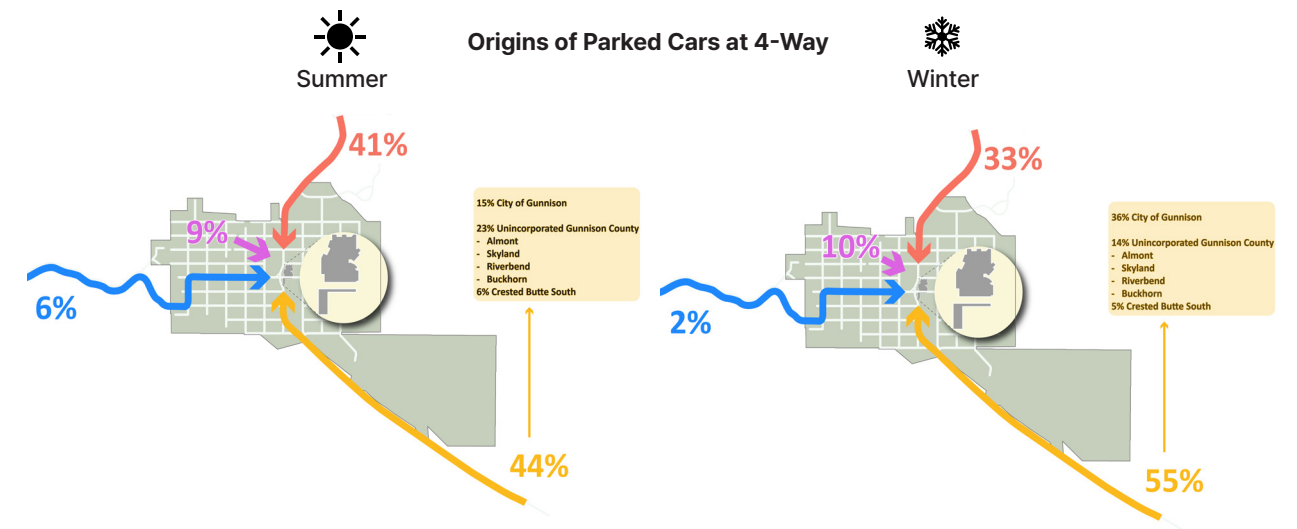 Origins of Parked Cars at 4-Way
Summer
41%
9%
6%
15% City of Gunnison
23% Unincorporated Gunnison County
- Almont
- Skyland
- Riverbend
- Buckhorn
6% Crested Butte South
44%
Winter
33%
10%
2%
36% City of Gunnison
14% Unincorporated Gunnison County
- Almont
- Skyland
- Riverbend
- Buckhorn
5% Crested Butte South
55%